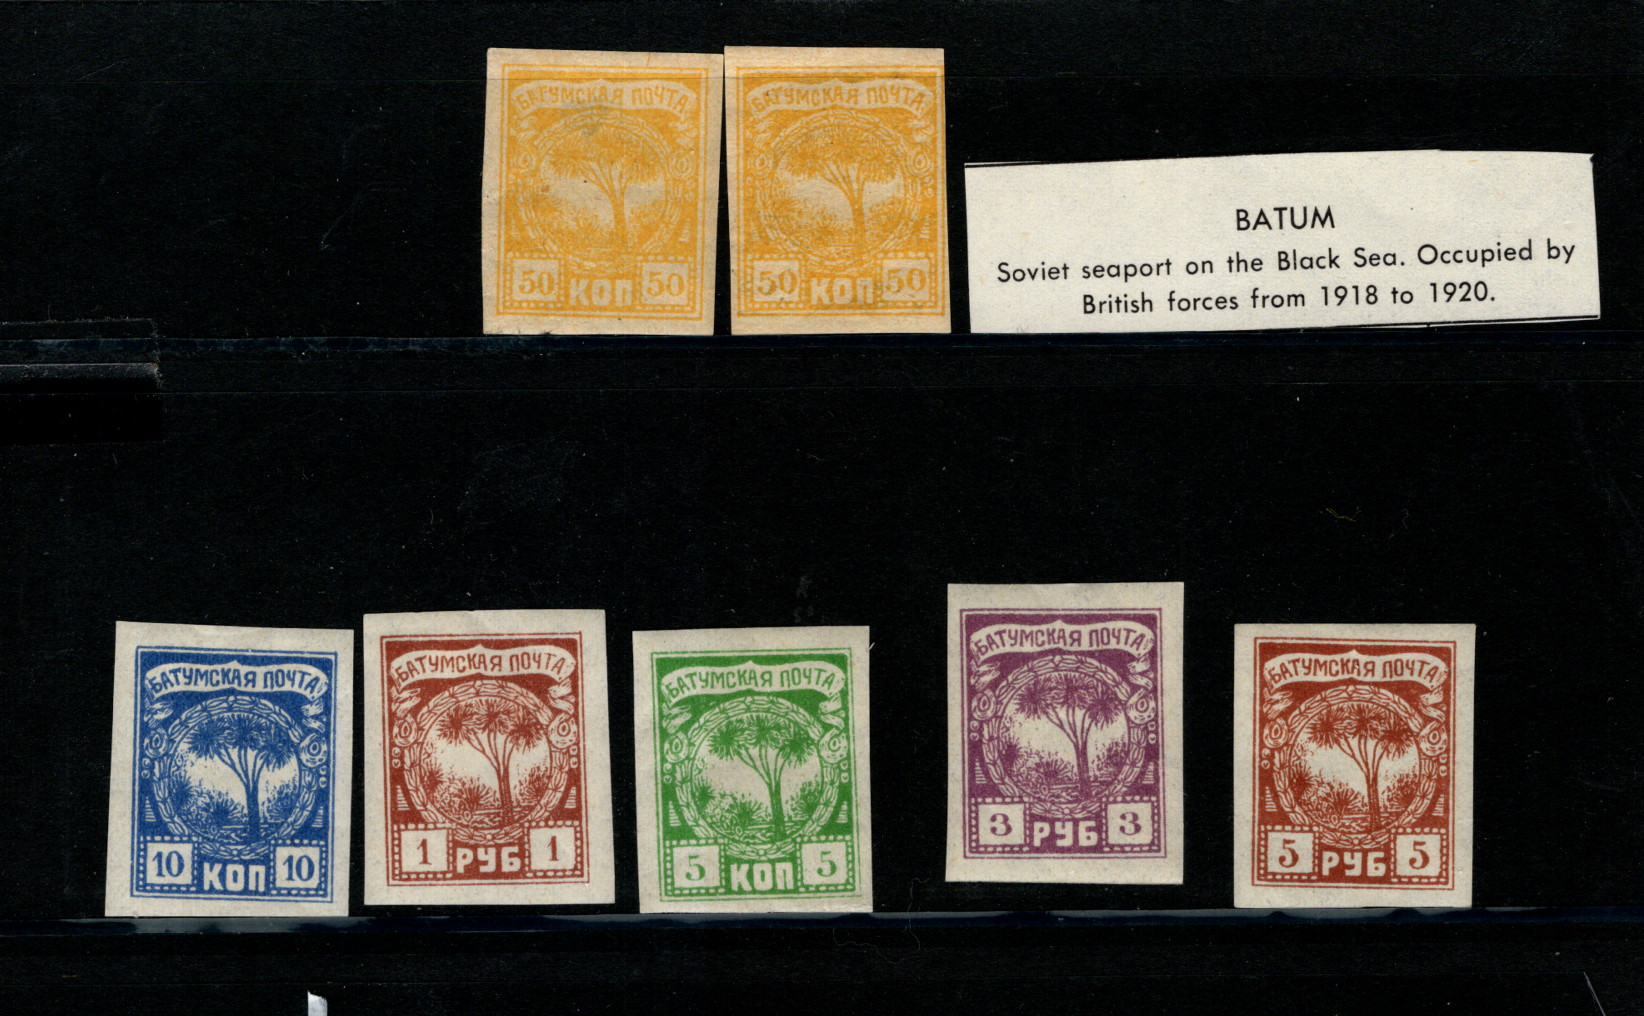 БАТУМСКАЯ ПОЧТА
50 КОП 50
БАТУМСКАЯ ПОЧТА
50 КОП 50
BATUM
Soviet seaport on the Black Sea. Occupied by
British forces from 1918 to 1920.
БАТУМСКАЯ ПОЧТА
10 КОП 10
БАТУМСКАЯ ПОЧТА
1 РУБ 1
БАТУМСКАЯ ПОЧТА
5 КОП 5
БАТУМСКАЯ ПОЧТА
3 РУБ 3
БАТУМСКАЯ ПОЧТА
5 РУБ 5